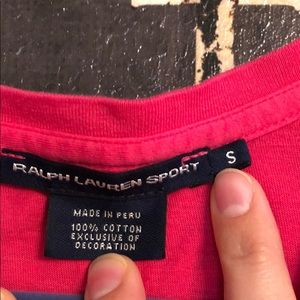 RALPH LAUREN SPORT
S
MADE IN PERU
100% COTTON
EXCLUSIVE OF
DECORATION